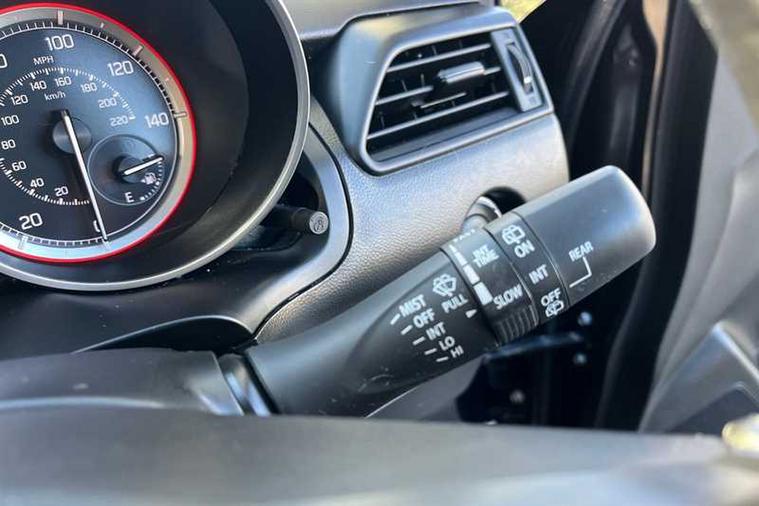 100
MPH
120
140
120 140 160 180
100
200
km/h
220
80
60
40
20
20
0
E
MIST
OFF
INT
LO
HI
PULL
INT
TIME
SLOW
ON
INT
OFF
REAR